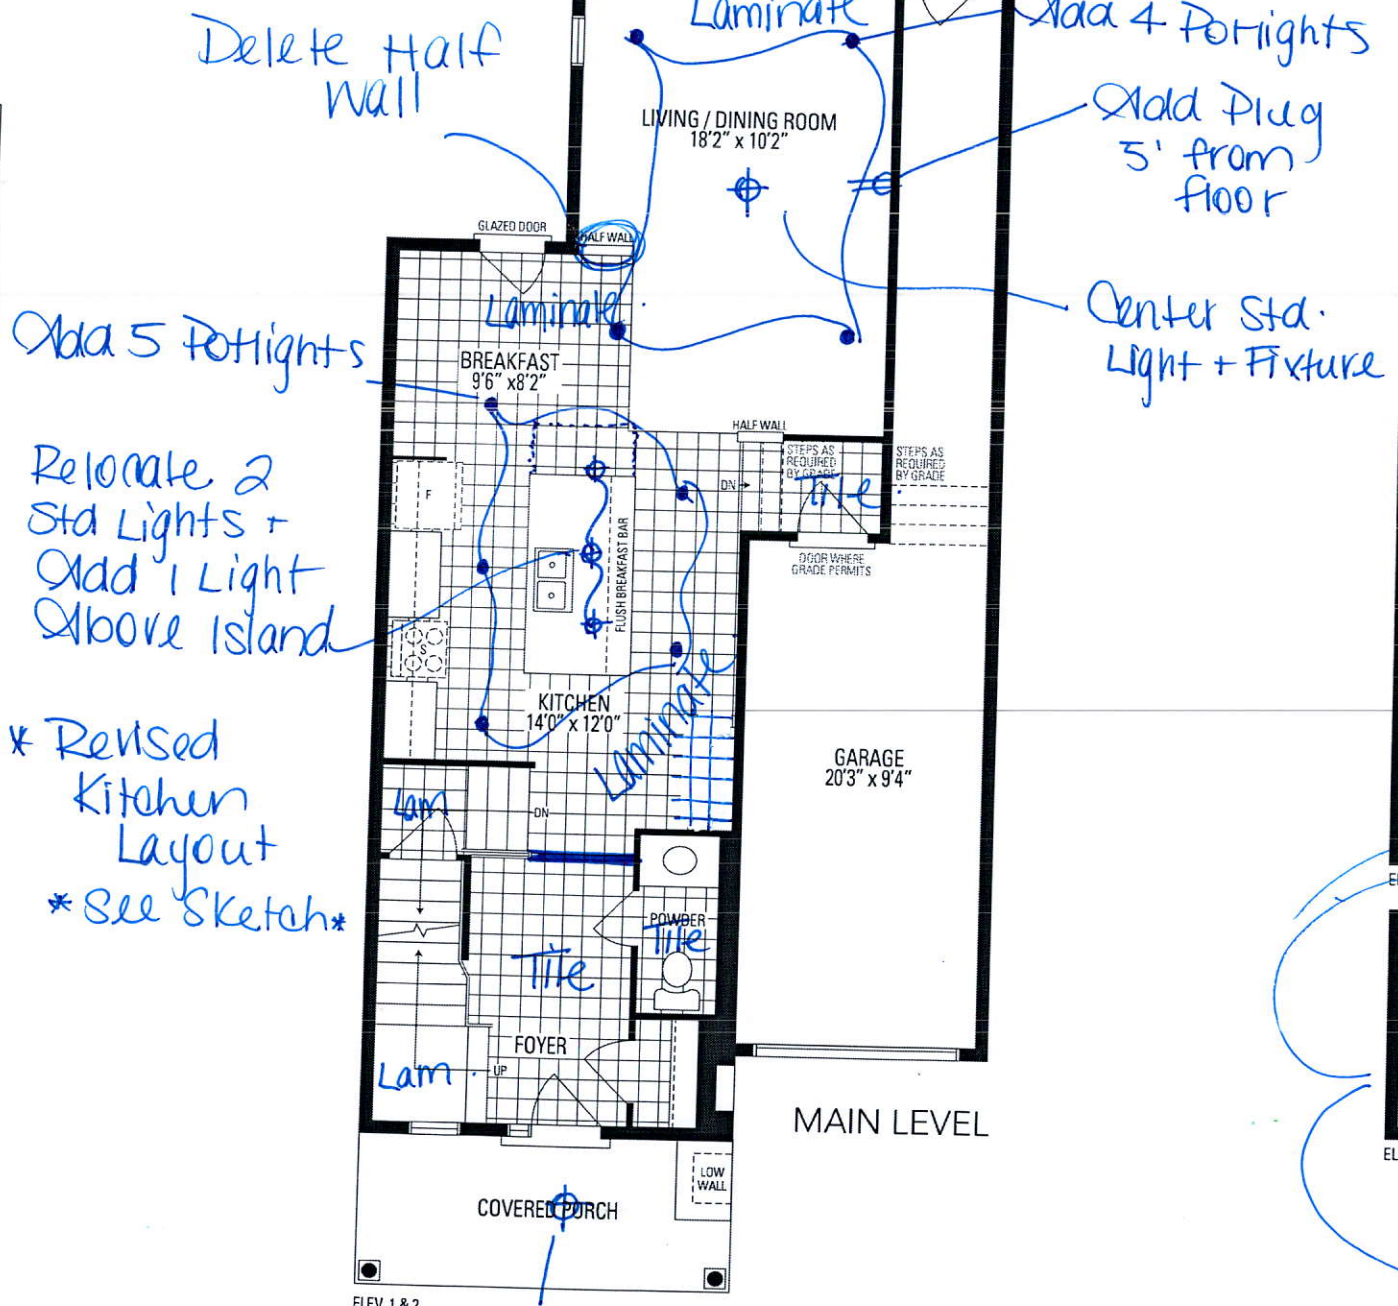 Laminate
Add 4 Potlights
Delete Half
Wall
Add Plug
5' from
floor
LIVING / DINING ROOM
18'2" x 10'2"
GLAZED DOOR
HALF WALL
Laminate.
Center Std.
Light + Fixture
Add 5 Potlights
BREAKFAST
9'6" x8'2"
HALF WALL
STEPS AS
REQUIRED
BY GRADE
STEPS AS
REQUIRED
BY GRADE
DN
Tile.
Relocate 2
Std Lights +
Add 1 Light
Above Island
F
FLUSH BREAKFAST BAR
DOOR WHERE
GRADE PERMITS
S
KITCHEN
14'0" x 12'0"
Laminate
* Revised
Kitchen
Layout
* See Sketch *
GARAGE
20'3" x 9'4"
Lam
DN
POWDER
Tile
Tile
FOYER
Lam.
UP
MAIN LEVEL
LOW
WALL
COVERED PORCH
ELEV. 1 & 2
E
EL